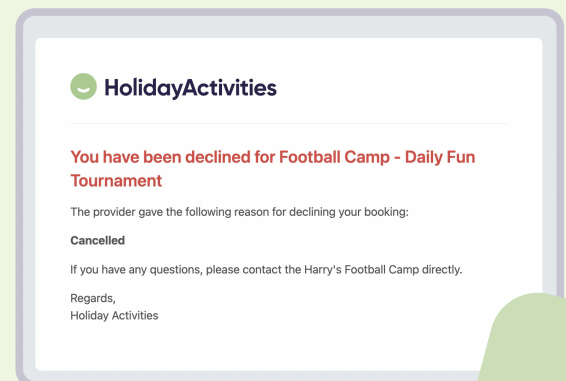 HolidayActivities
You have been declined for Football Camp - Daily Fun
Tournament
The provider gave the following reason for declining your booking:
Cancelled
If you have any questions, please contact the Harry's Football Camp directly.
Regards,
Holiday Activities